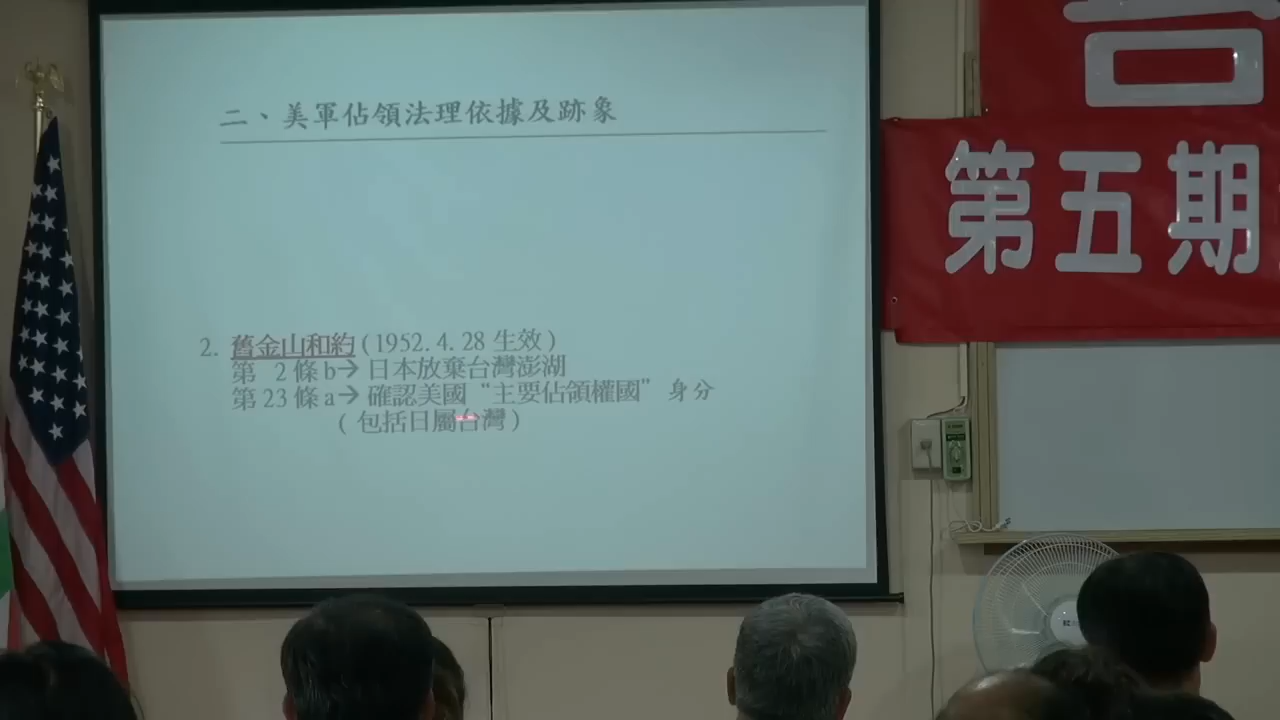 二、美軍佔領法理依據及跡象
2. 舊金山和約(1952.4.28 生效)
第 2 條 b→ 日本放棄台灣澎湖
第 23 條 a→ 確認美國“主要佔領權國” 身分
(包括日屬台灣)
第五期